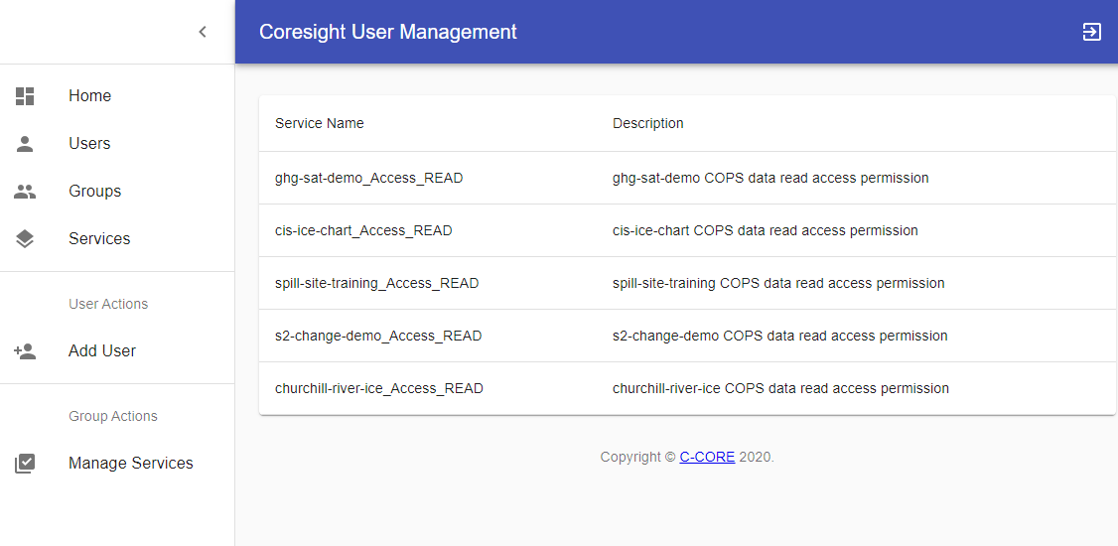 Coresight User Management
Home
Users
Groups
Services
User Actions
Add User
Group Actions
Manage Services
Service Name Description
ghg-sat-demo_Access_READ ghg-sat-demo COPS data read access permission
cis-ice-chart_Access_READ cis-ice-chart COPS data read access permission
spill-site-training_Access_READ spill-site-training COPS data read access permission
s2-change-demo_Access_READ s2-change-demo COPS data read access permission
churchill-river-ice_Access_READ churchill-river-ice COPS data read access permission
Copyright © C-CORE 2020.